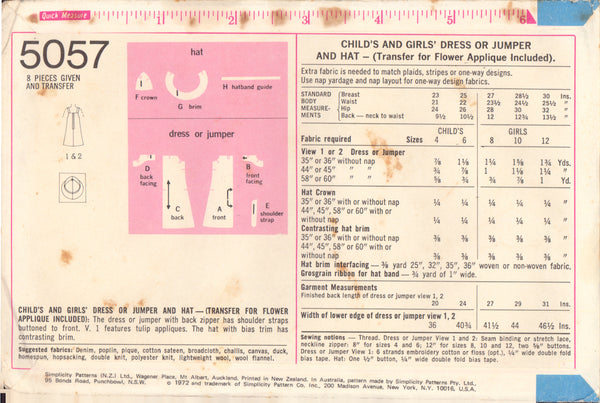 Quick Measure
1
2
3
4
5
6
5057
8 PIECES GIVEN
AND TRANSFER
1 & 2
hat
F crown
G brim
H hatband guide
dress or jumper
D
back
facing
B
front
facing
C
back
A
front
E
shoulder
strap
CHILD'S AND GIRLS' DRESS OR JUMPER AND HAT — (TRANSFER FOR FLOWER
APPLIQUE INCLUDED): The dress or jumper with back zipper has shoulder straps
buttoned to front. V. 1 features tulip appliques. The hat with bias trim has
contrasting brim.
Suggested fabrics: Denim, poplin, pique, cotton sateen, broadcloth, challis, canvas, duck,
homespun, hopsacking, double knit, polyester knit, lightweight wool, wool flannel.
CHILD'S AND GIRLS' DRESS OR JUMPER
AND HAT — (Transfer for Flower Applique Included).
Extra fabric is needed to match plaids, stripes or one-way designs.
Use nap yardage and nap layout for one-way design fabrics.
STANDARD Breast 23 25 27 28½ 30 Ins.
BODY Waist 21 22 23½ 24½ 25½ "
MEASURE- Hip 24 26 28 30 32 "
MENTS Back — neck to waist 9½ 10½ 12 12¾ 13½ "
CHILD'S GIRLS'
Fabric required Sizes 4 6 8 10 12
View 1 or 2 Dress or Jumper
35" or 36" without nap ⅞ 1⅛ 1¼ 1⅝ 1¾ Yds.
44" or 45" " " ¾ ⅞ 1 1⅛ 1¼ "
58" or 60" " " ⅝ ¾ ⅞ ⅞ 1 Yd.
Hat Crown
35" or 36" with or without nap ¼ ¼ ¼ ¼ ¼ "
44", 45", 58" or 60" with or
without nap ¼ ¼ ¼ ¼ ¼ "
Contrasting hat brim
35" or 36" with or without nap ⅜ ⅜ ⅜ ⅜ ⅜ "
44", 45", 58" or 60" with or
without nap ⅜ ⅜ ⅜ ⅜ ⅜ "
Hat brim interfacing — ⅜ yard 25", 32", 35", 36" woven or non-woven fabric.
Grosgrain ribbon for hat band — ¾ yard of 1" wide.
Garment Measurements
Finished back length of dress or jumper view 1, 2
20 24 27 29 31 "
Width of lower edge of dress or jumper view 1, 2
36 40¾ 41½ 44 46½ Ins.
Sewing notions — Thread. Dress or Jumper View 1 and 2: Seam binding or stretch lace,
neckline zipper: 8" for sizes 4 and 6; 12" for sizes 8, 10 and 12, two ⅝" buttons.
Dress or Jumper View 1: 6 strands embroidery cotton or floss (opt.), ¼" wide double fold
bias tape. Hat: One ½" button, ¼" wide double fold bias tape.
Simplicity Patterns (N.Z.) Ltd., Wagener Place, Mt Albert, Auckland. Printed in New Zealand. In Australia, pattern made by Simplicity Patterns Pty. Ltd.,
95 Bonds Road, Punchbowl, N.S.W. © 1972 and trademark of Simplicity Pattern Co. Inc., 200 Madison Avenue, New York, N.Y. 10016, U.S.A.